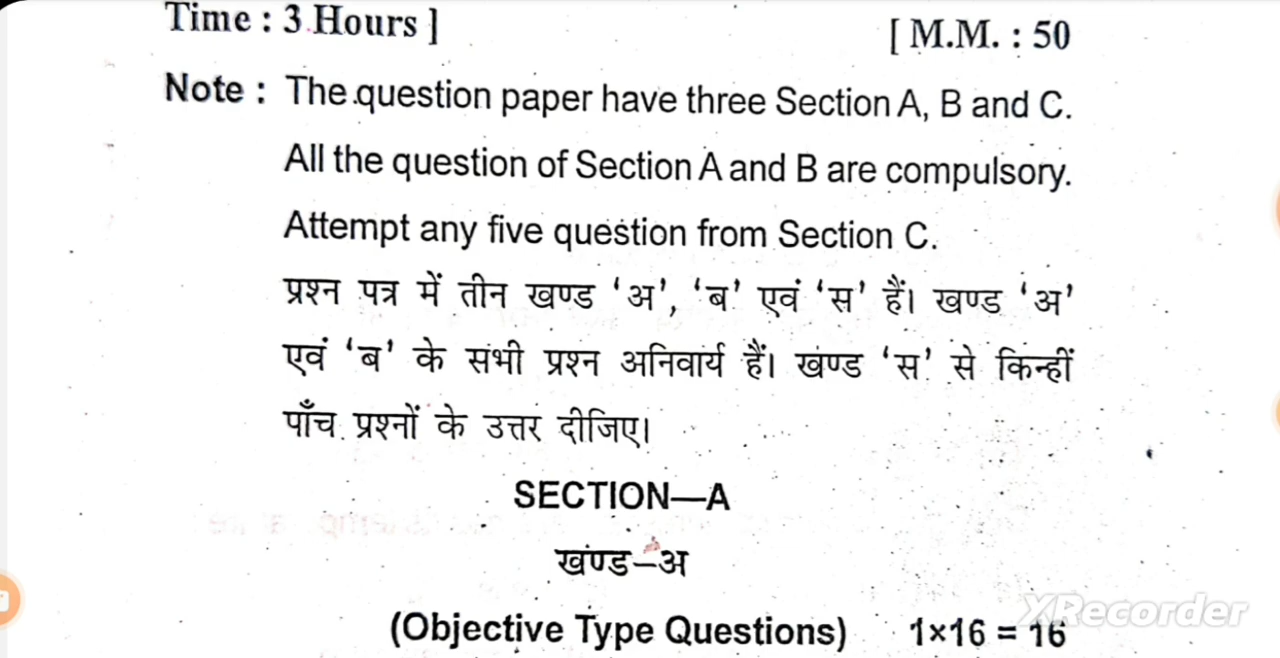 Time : 3 Hours ]
[ M.M. : 50
Note : The question paper have three Section A, B and C.
All the question of Section A and B are compulsory.
Attempt any five question from Section C.
प्रश्न पत्र में तीन खण्ड ‘अ’, ‘ब’ एवं ‘स’ हैं। खण्ड ‘अ’
एवं ‘ब’ के सभी प्रश्न अनिवार्य हैं। खण्ड ‘स’ से किन्हीं
पाँच प्रश्नों के उत्तर दीजिए।
SECTION—A
खण्ड–अ
(Objective Type Questions) 1×16 = 16
XRecorder